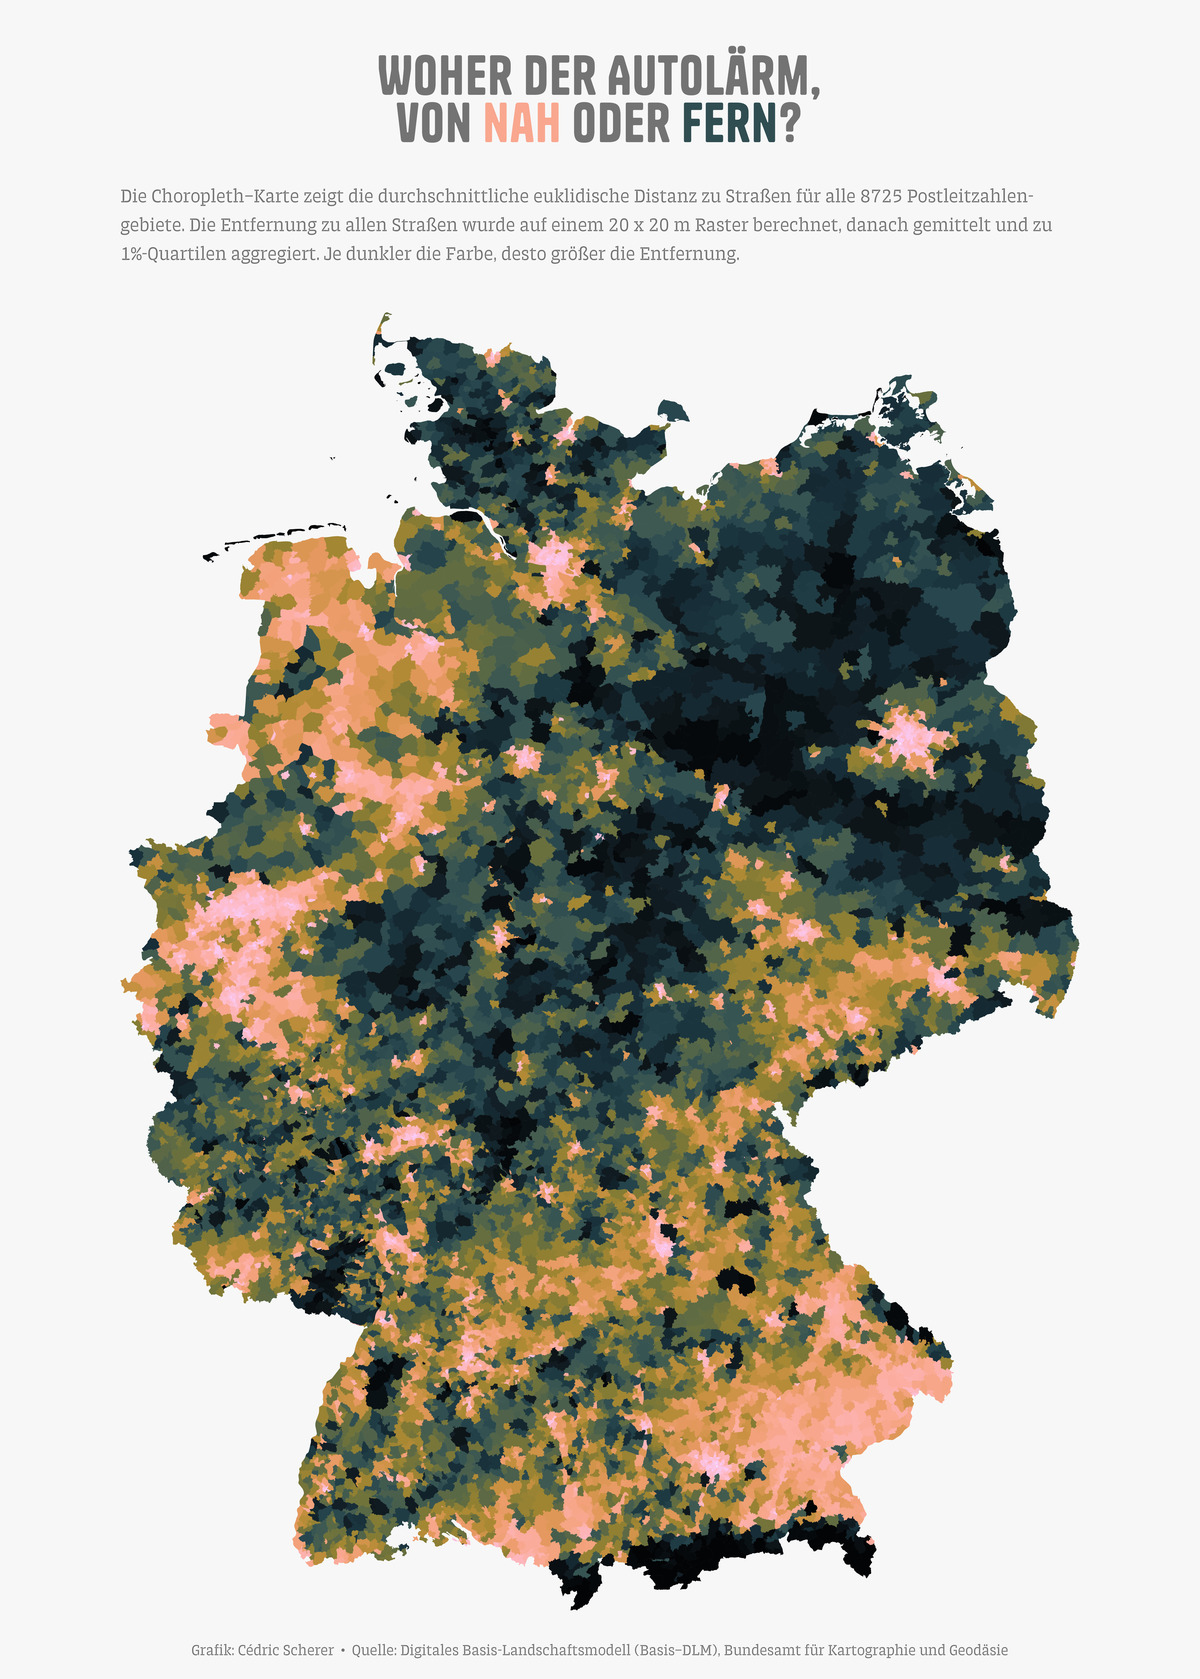 WOHER DER AUTOLÄRM,
VON NAH ODER FERN?
Die Choropleth–Karte zeigt die durchschnittliche euklidische Distanz zu Straßen für alle 8725 Postleitzahlen-
gebiete. Die Entfernung zu allen Straßen wurde auf einem 20 x 20 m Raster berechnet, danach gemittelt und zu
1%-Quartilen aggregiert. Je dunkler die Farbe, desto größer die Entfernung.
Grafik: Cédric Scherer • Quelle: Digitales Basis-Landschaftsmodell (Basis–DLM), Bundesamt für Kartographie und Geodäsie